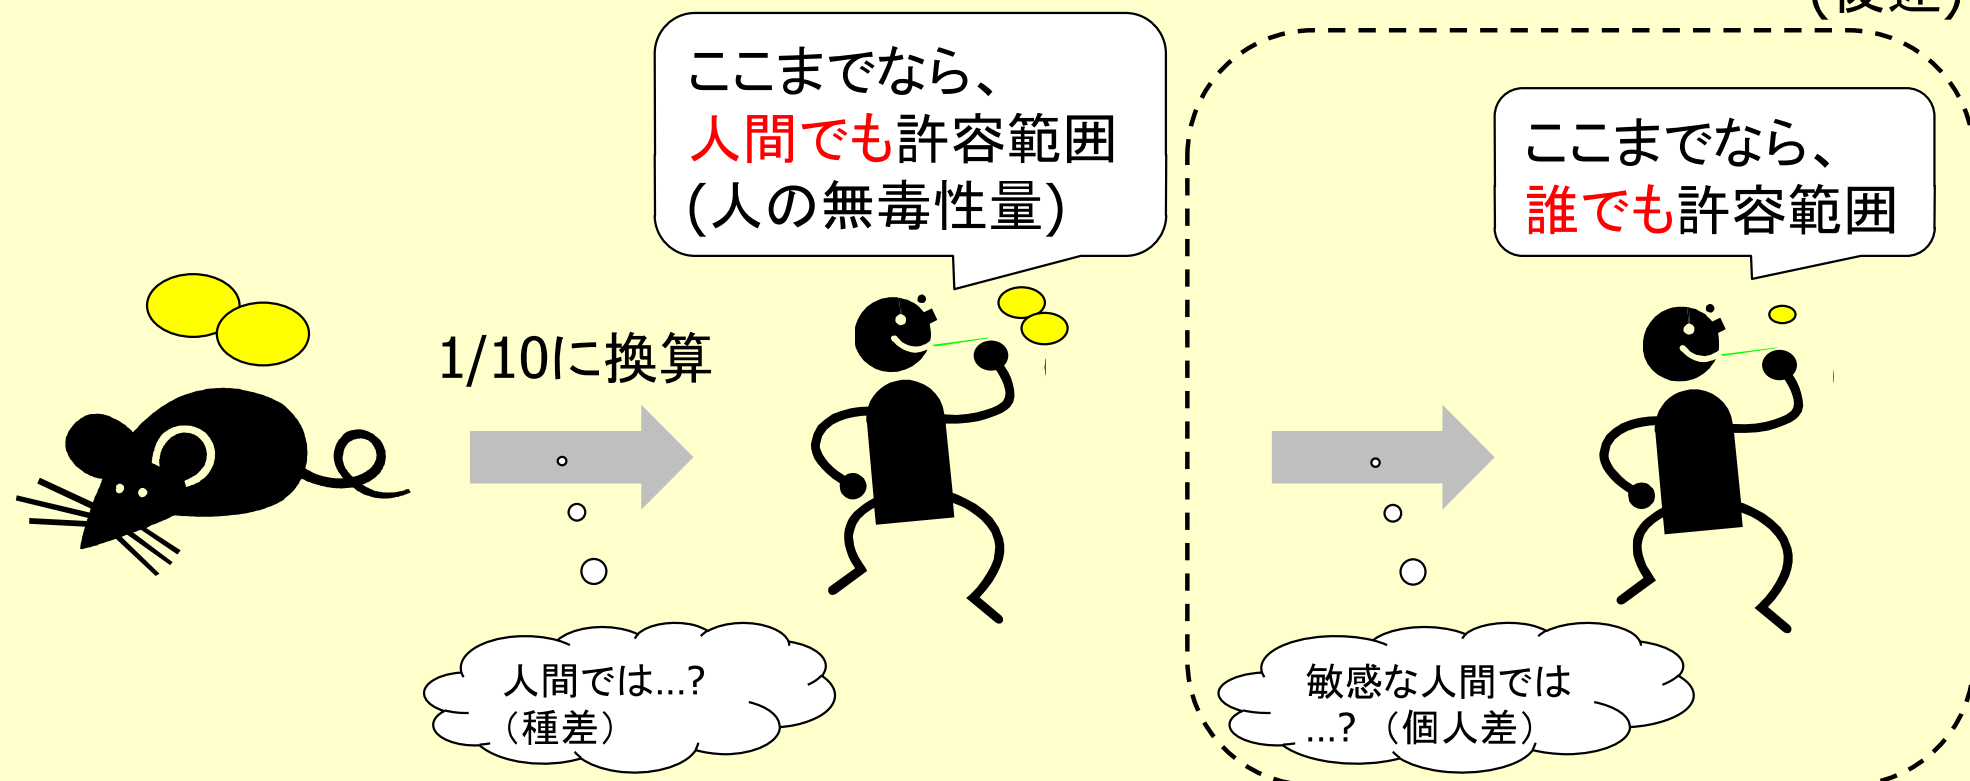 ここまでなら、
人間でも許容範囲
(人の無毒性量)
ここまでなら、
誰でも許容範囲
1/10に換算
人間では…?
（種差）
敏感な人間では
…? （個人差）